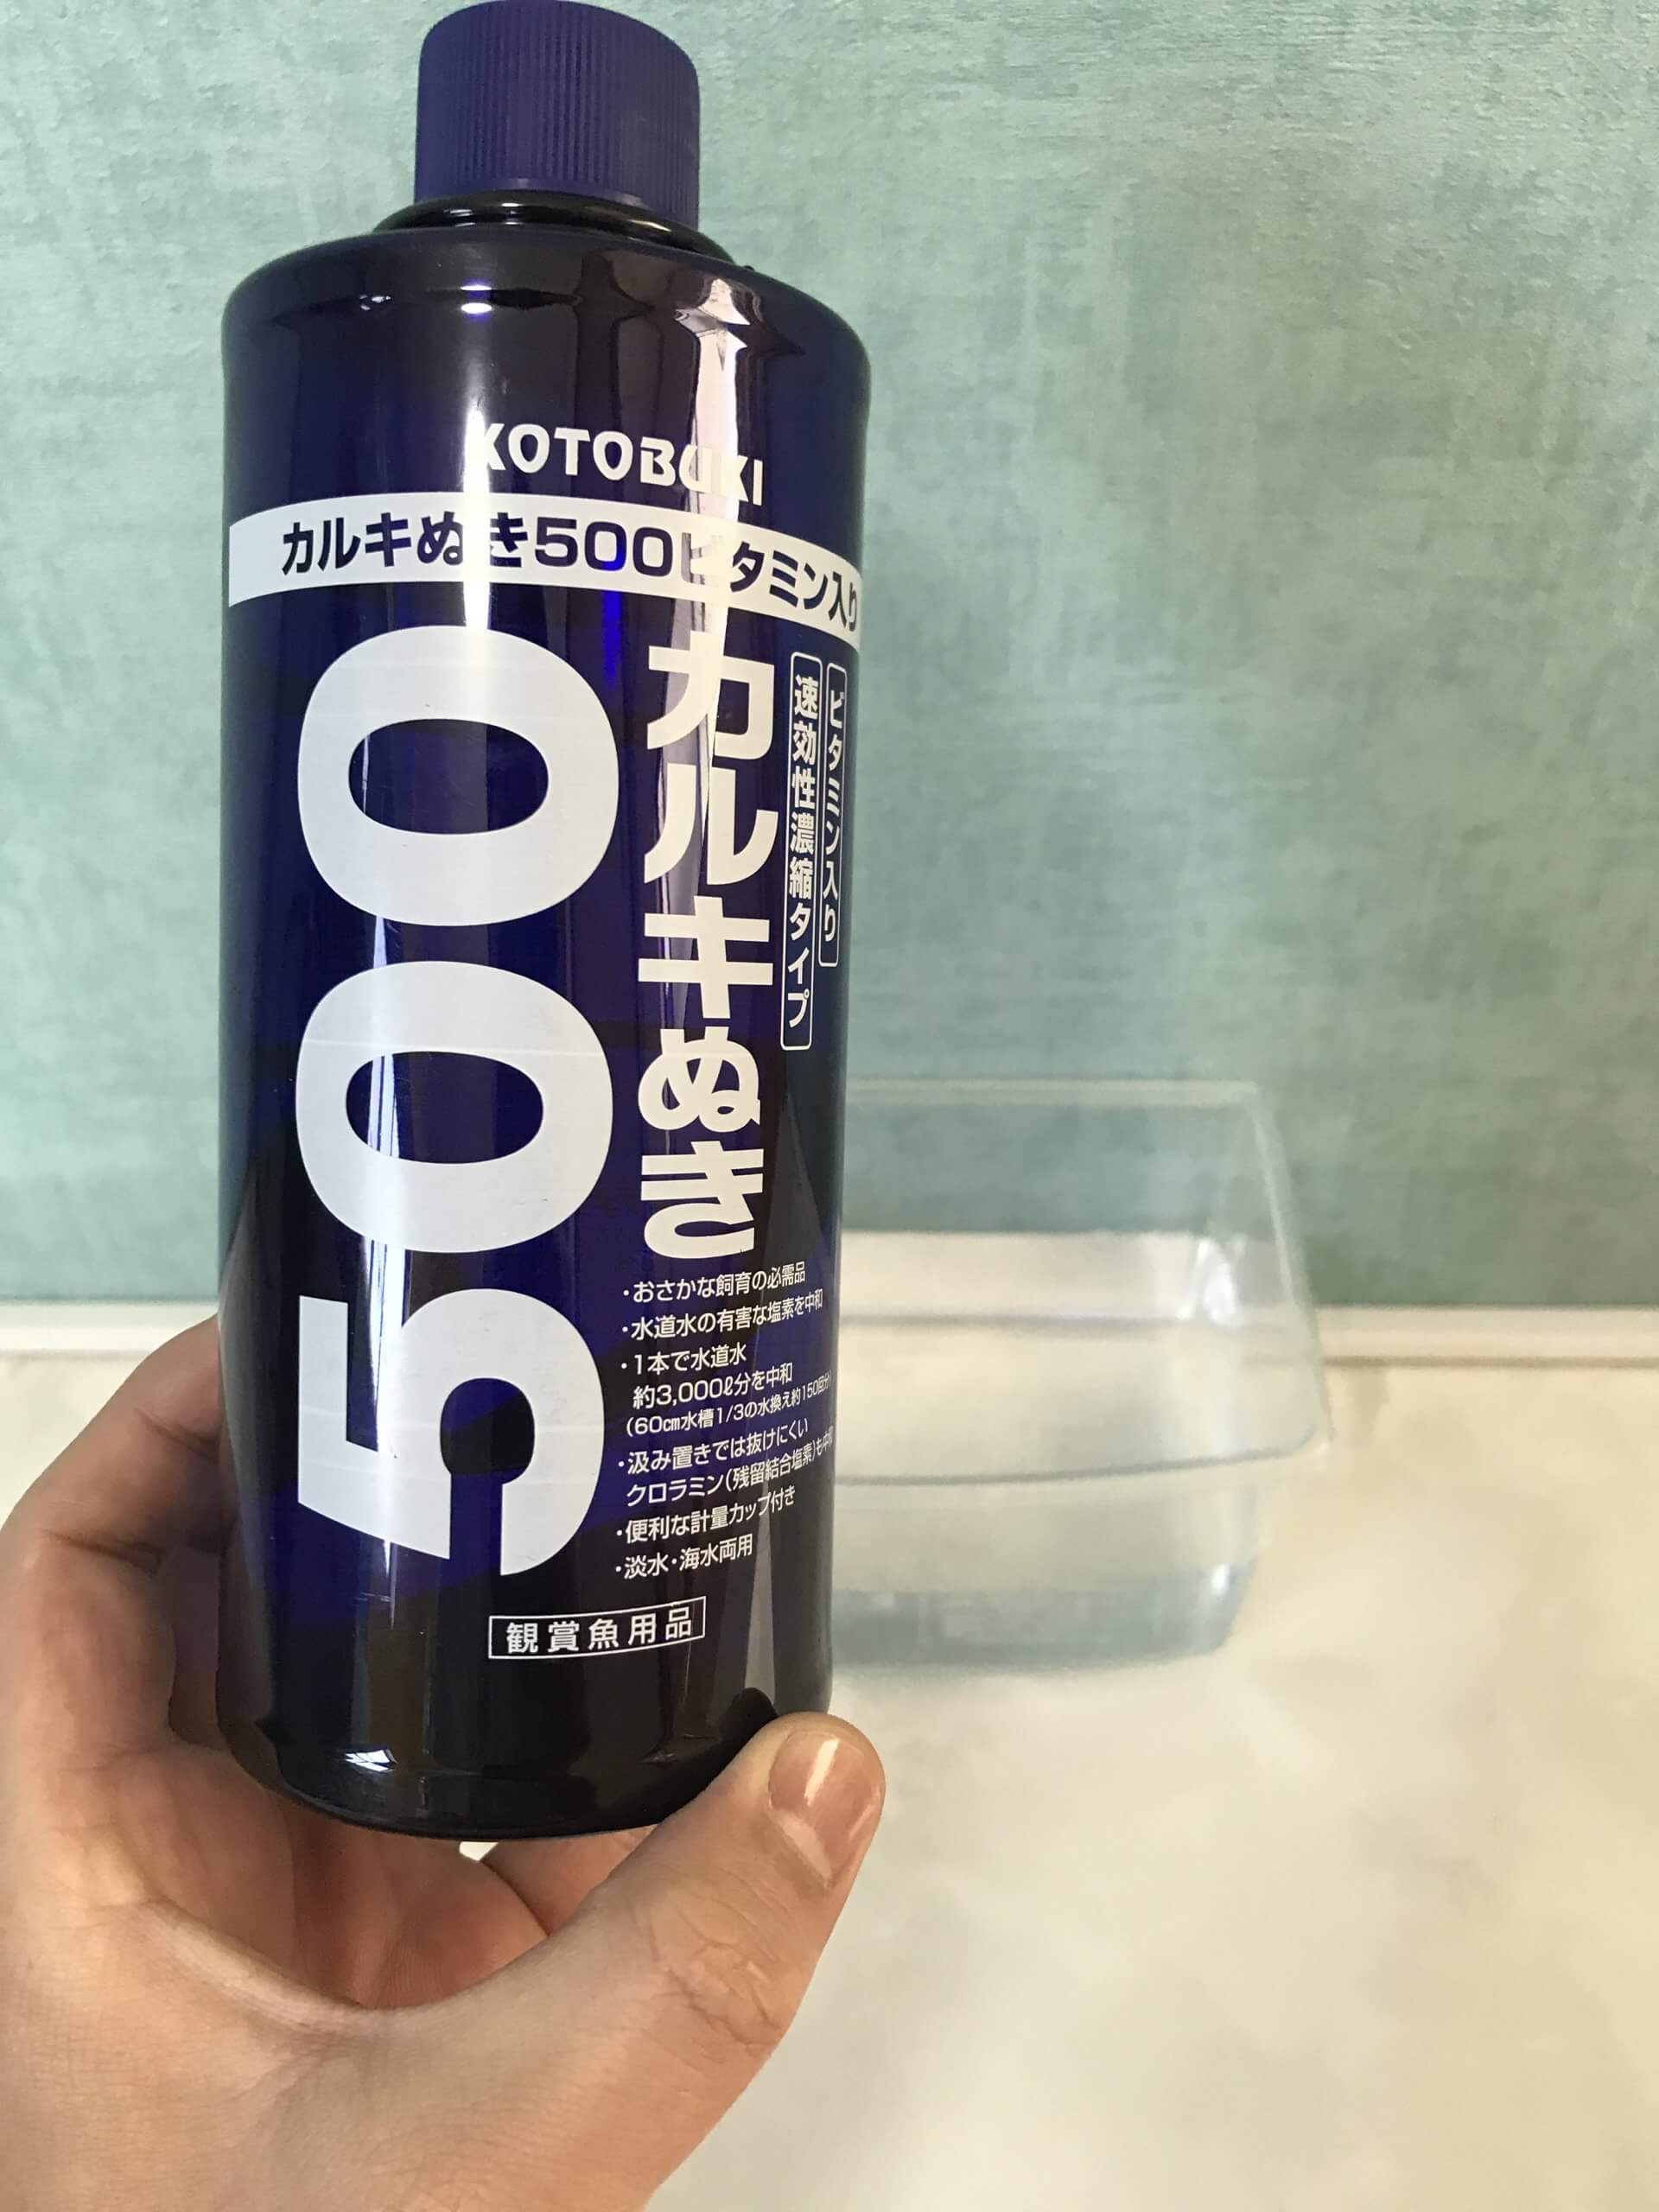 KOTOBUKI
カルキぬき500ビタミン入り
ビタミン入り
速効性濃縮タイプ
カルキぬき
500
・おさかな飼育の必需品
・水道水の有害な塩素を中和
・1本で水道水
約3,000ℓ分を中和
(60cm水槽1/3の水換え約150回分)
・汲み置きでは抜けにくい
クロラミン(残留結合塩素)も中和
・便利な計量カップ付き
・淡水・海水両用
観賞魚用品